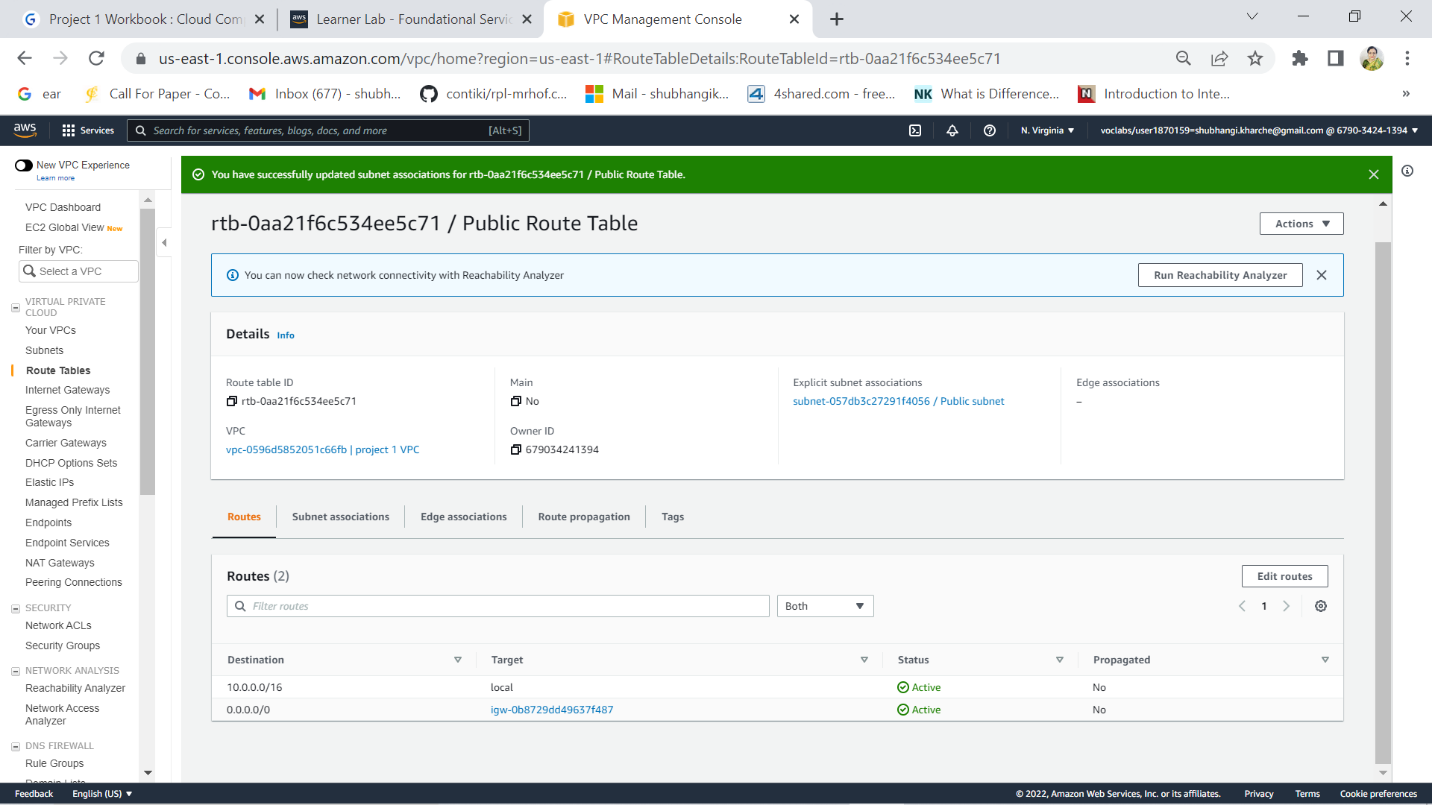 Project 1 Workbook : Cloud Com
Learner Lab - Foundational Servic
VPC Management Console
us-east-1.console.aws.amazon.com/vpc/home?region=us-east-1#RouteTableDetails:RouteTableId=rtb-0aa21f6c534ee5c71
ear
Call For Paper - Co...
Inbox (677) - shubh...
contiki/rpl-mrhof.c...
Mail - shubhangik...
4shared.com - free...
NK What is Difference...
Introduction to Inte...
»
aws
Services
Search for services, features, blogs, docs, and more [Alt+S]
N. Virginia
voclabs/user1870159=shubhangi.kharche@gmail.com @ 6790-3424-1394
New VPC Experience
Learn more
You have successfully updated subnet associations for rtb-0aa21f6c534ee5c71 / Public Route Table.
VPC Dashboard
EC2 Global View New
Filter by VPC:
Select a VPC
VIRTUAL PRIVATE
CLOUD
Your VPCs
Subnets
Route Tables
Internet Gateways
Egress Only Internet
Gateways
Carrier Gateways
DHCP Options Sets
Elastic IPs
Managed Prefix Lists
Endpoints
Endpoint Services
NAT Gateways
Peering Connections
SECURITY
Network ACLs
Security Groups
NETWORK ANALYSIS
Reachability Analyzer
Network Access
Analyzer
DNS FIREWALL
Rule Groups
Domain Lists
rtb-0aa21f6c534ee5c71 / Public Route Table
Actions
You can now check network connectivity with Reachability Analyzer
Run Reachability Analyzer
Details Info
Route table ID
rtb-0aa21f6c534ee5c71
Main
No
Explicit subnet associations
subnet-057db3c27291f4056 / Public subnet
Edge associations
–
VPC
vpc-0596d5852051c66fb | project 1 VPC
Owner ID
679034241394
Routes
Subnet associations
Edge associations
Route propagation
Tags
Routes (2)
Edit routes
Filter routes
Both
1
Destination Target Status Propagated
10.0.0.0/16 local Active No
0.0.0.0/0 igw-0b8729dd49637f487 Active No
Feedback
English (US)
© 2022, Amazon Web Services, Inc. or its affiliates.
Privacy
Terms
Cookie preferences